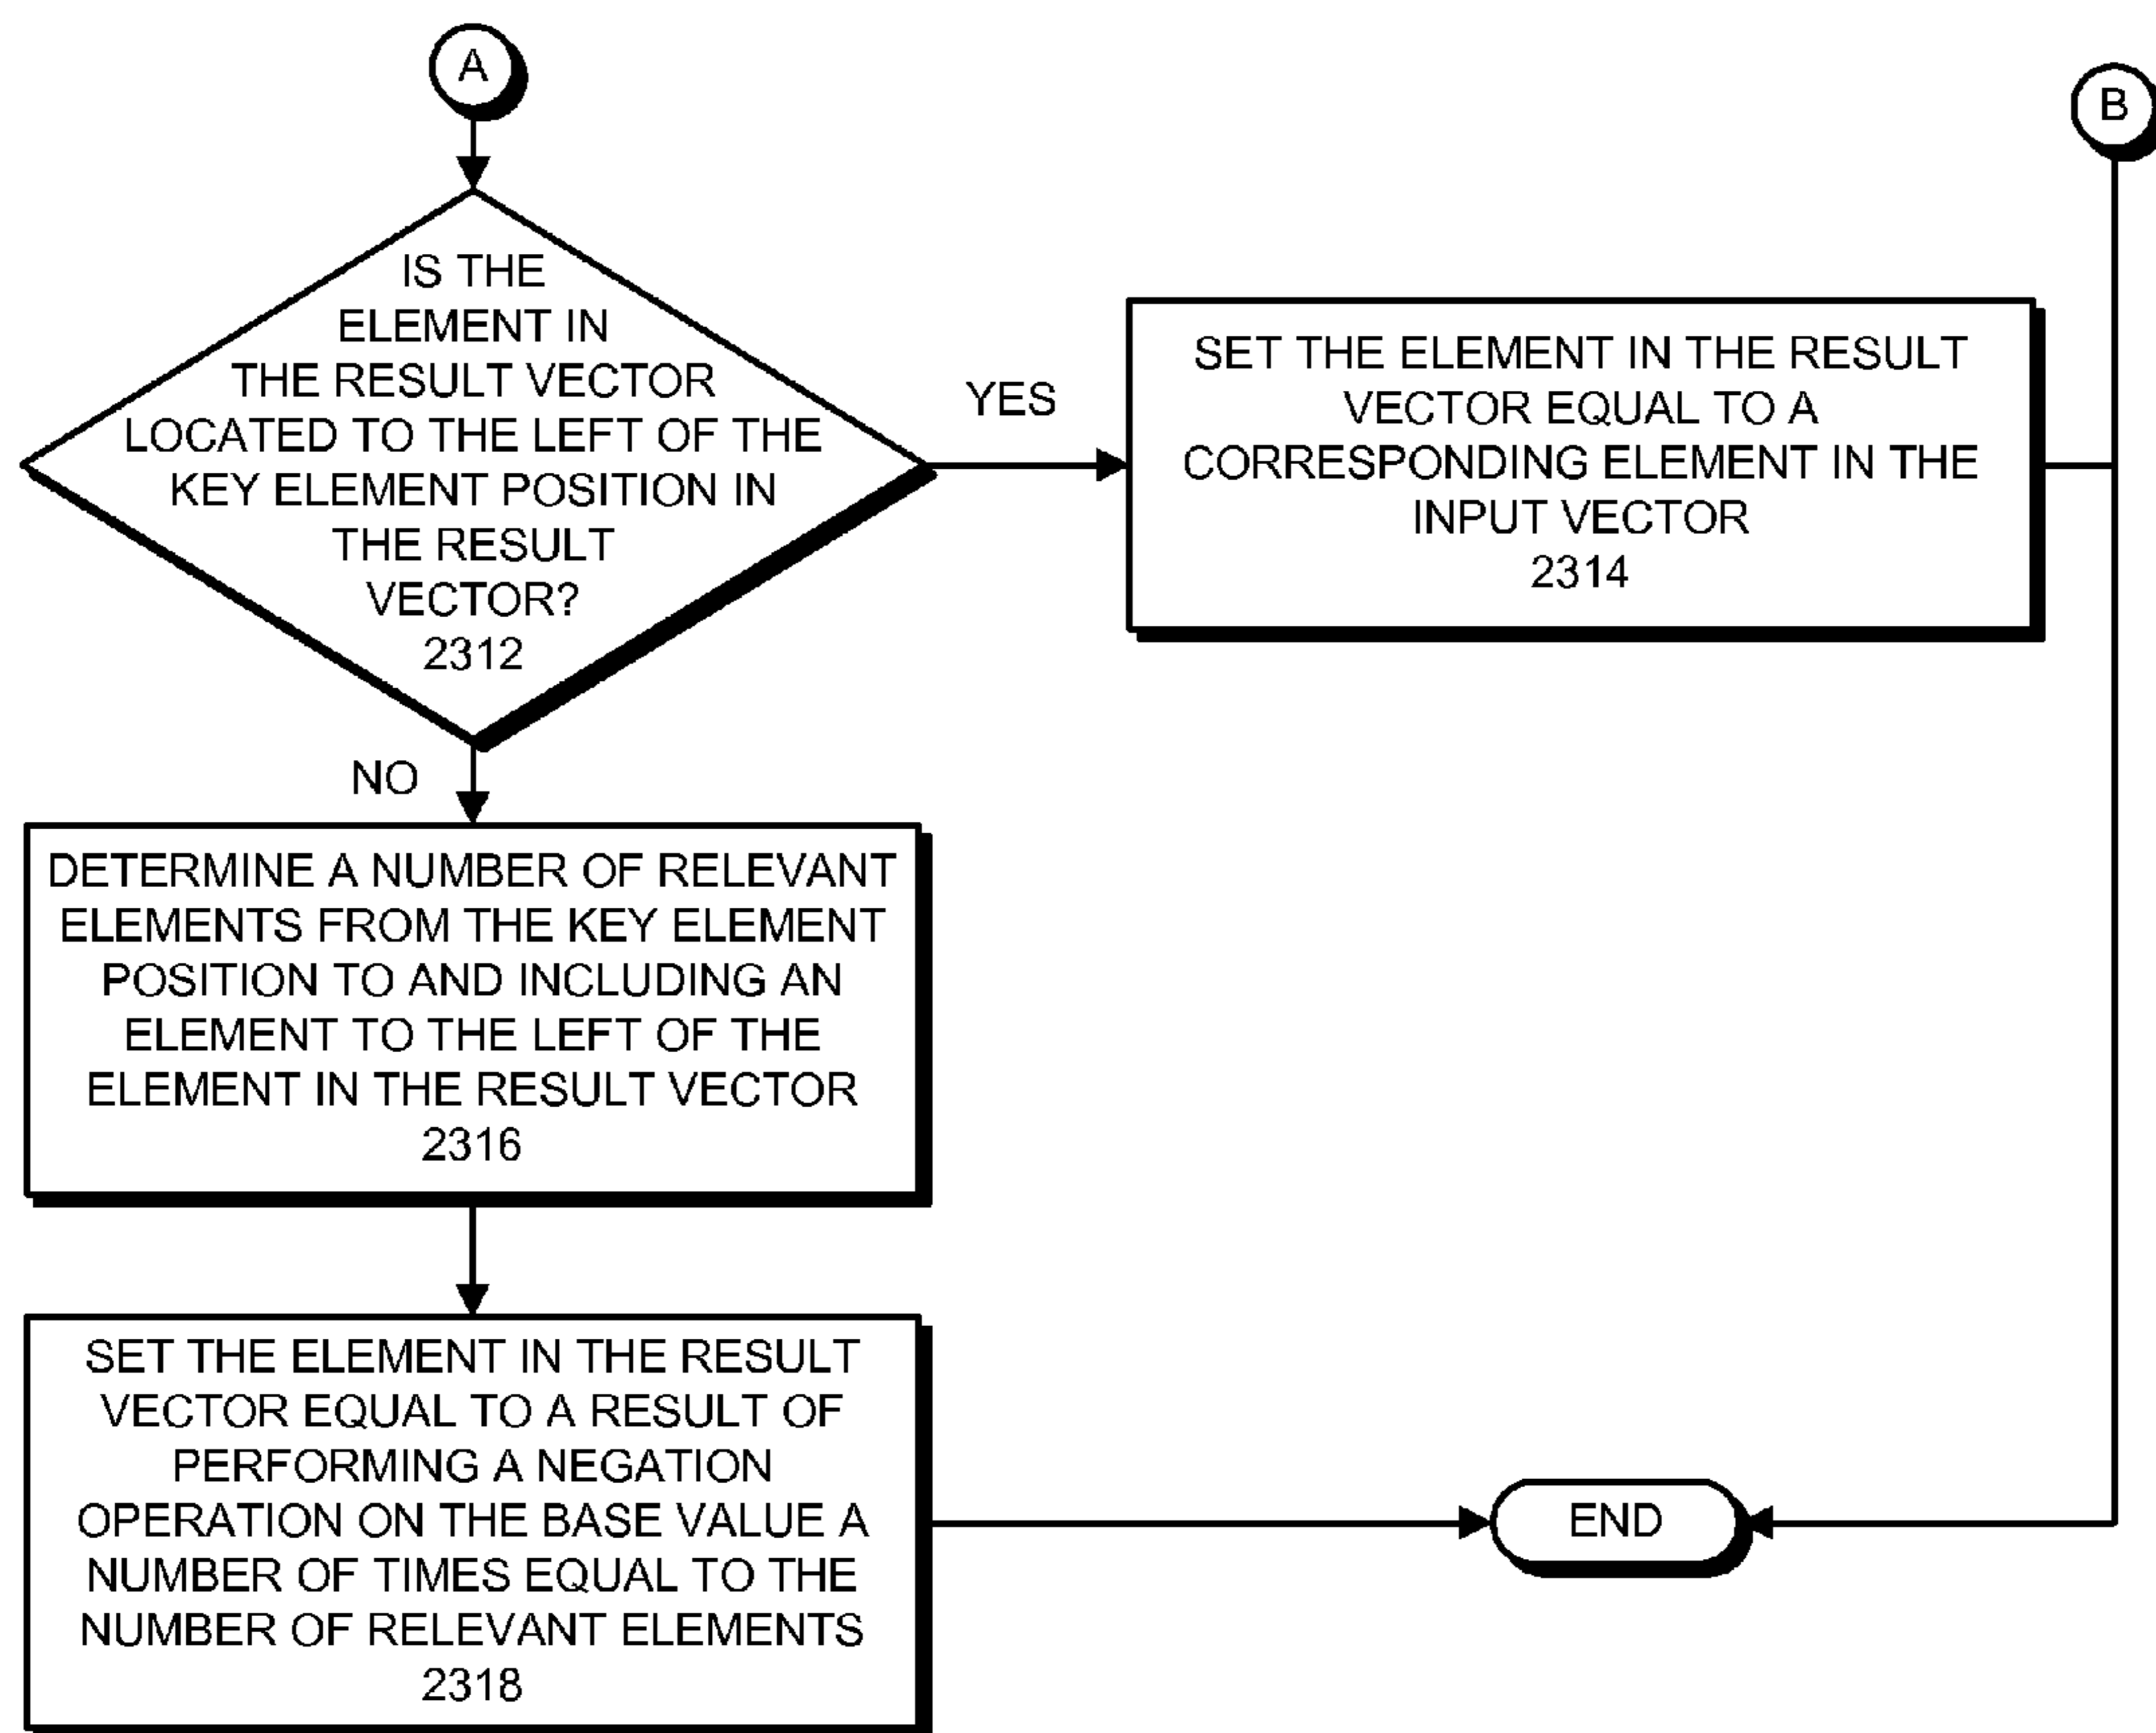 A
B
IS THE
ELEMENT IN
THE RESULT VECTOR
LOCATED TO THE LEFT OF THE
KEY ELEMENT POSITION IN
THE RESULT
VECTOR?
2312
YES
SET THE ELEMENT IN THE RESULT
VECTOR EQUAL TO A
CORRESPONDING ELEMENT IN THE
INPUT VECTOR
2314
NO
DETERMINE A NUMBER OF RELEVANT
ELEMENTS FROM THE KEY ELEMENT
POSITION TO AND INCLUDING AN
ELEMENT TO THE LEFT OF THE
ELEMENT IN THE RESULT VECTOR
2316
SET THE ELEMENT IN THE RESULT
VECTOR EQUAL TO A RESULT OF
PERFORMING A NEGATION
OPERATION ON THE BASE VALUE A
NUMBER OF TIMES EQUAL TO THE
NUMBER OF RELEVANT ELEMENTS
2318
END